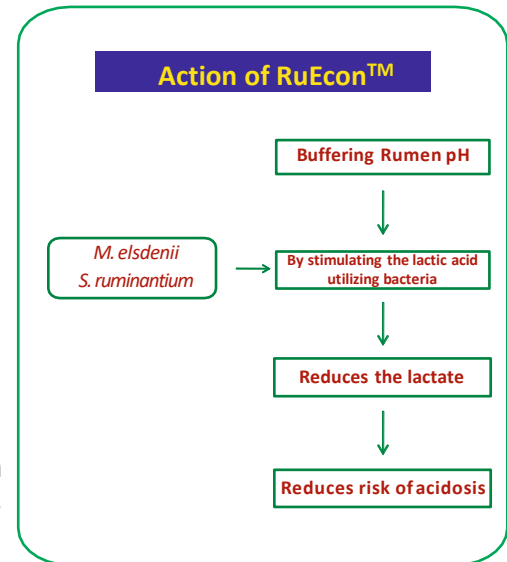 Action of RuEcon™
Buffering Rumen pH
M. elsdenii
S. ruminantium
By stimulating the lactic acid
utilizing bacteria
Reduces the lactate
Reduces risk of acidosis